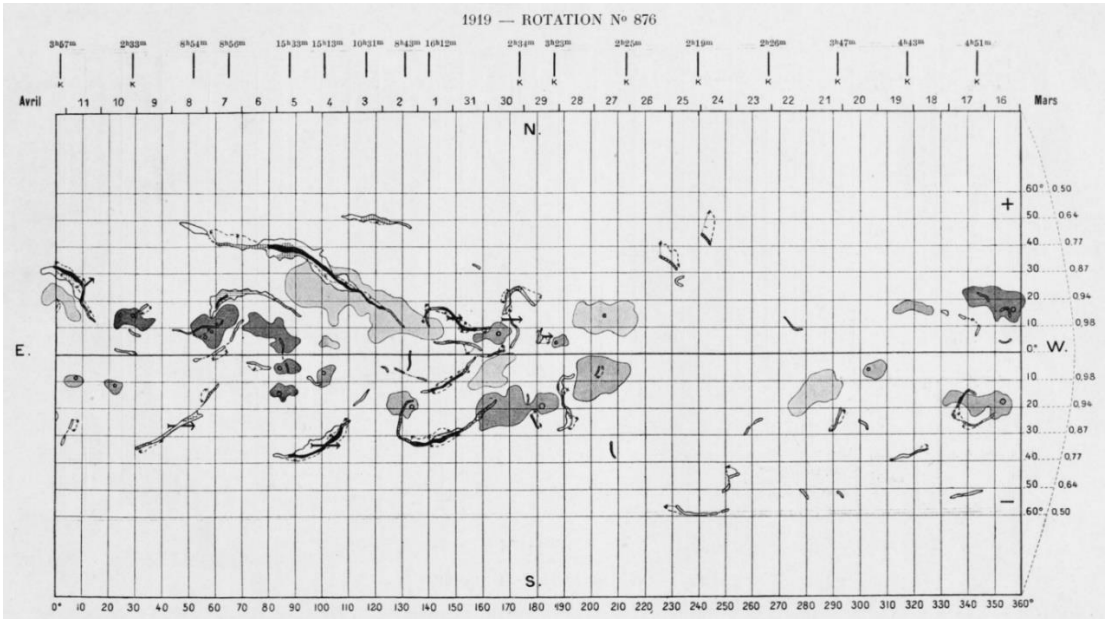 1919 — ROTATION Nº 876
3ʰ57ᵐ 2ʰ33ᵐ 8ʰ54ᵐ 8ʰ50ᵐ 15ʰ33ᵐ 15ʰ13ᵐ 10ʰ31ᵐ 8ʰ43ᵐ 16ʰ12ᵐ 2ʰ34ᵐ 3ʰ23ᵐ 2ʰ25ᵐ 2ʰ19ᵐ 2ʰ26ᵐ 3ʰ47ᵐ 4ʰ43ᵐ 4ʰ51ᵐ
K K K K K K K K K K
Avril 11 10 9 8 7 6 5 4 3 2 1 31 30 29 28 27 26 25 24 23 22 21 20 19 18 17 16 Mars
N.
60° 0,50
+
50 0,64
40 0,77
30 0,87
20 0,94
10 0,98
E. 0° W.
10 0,98
20 0,94
30 0,87
40 0,77
50 0,64
—
60° 0,50
S.
0° 10 20 30 40 50 60 70 80 90 100 110 120 130 140 150 160 170 180 190 200 210 220 230 240 250 260 270 280 290 300 310 320 330 340 350 360°